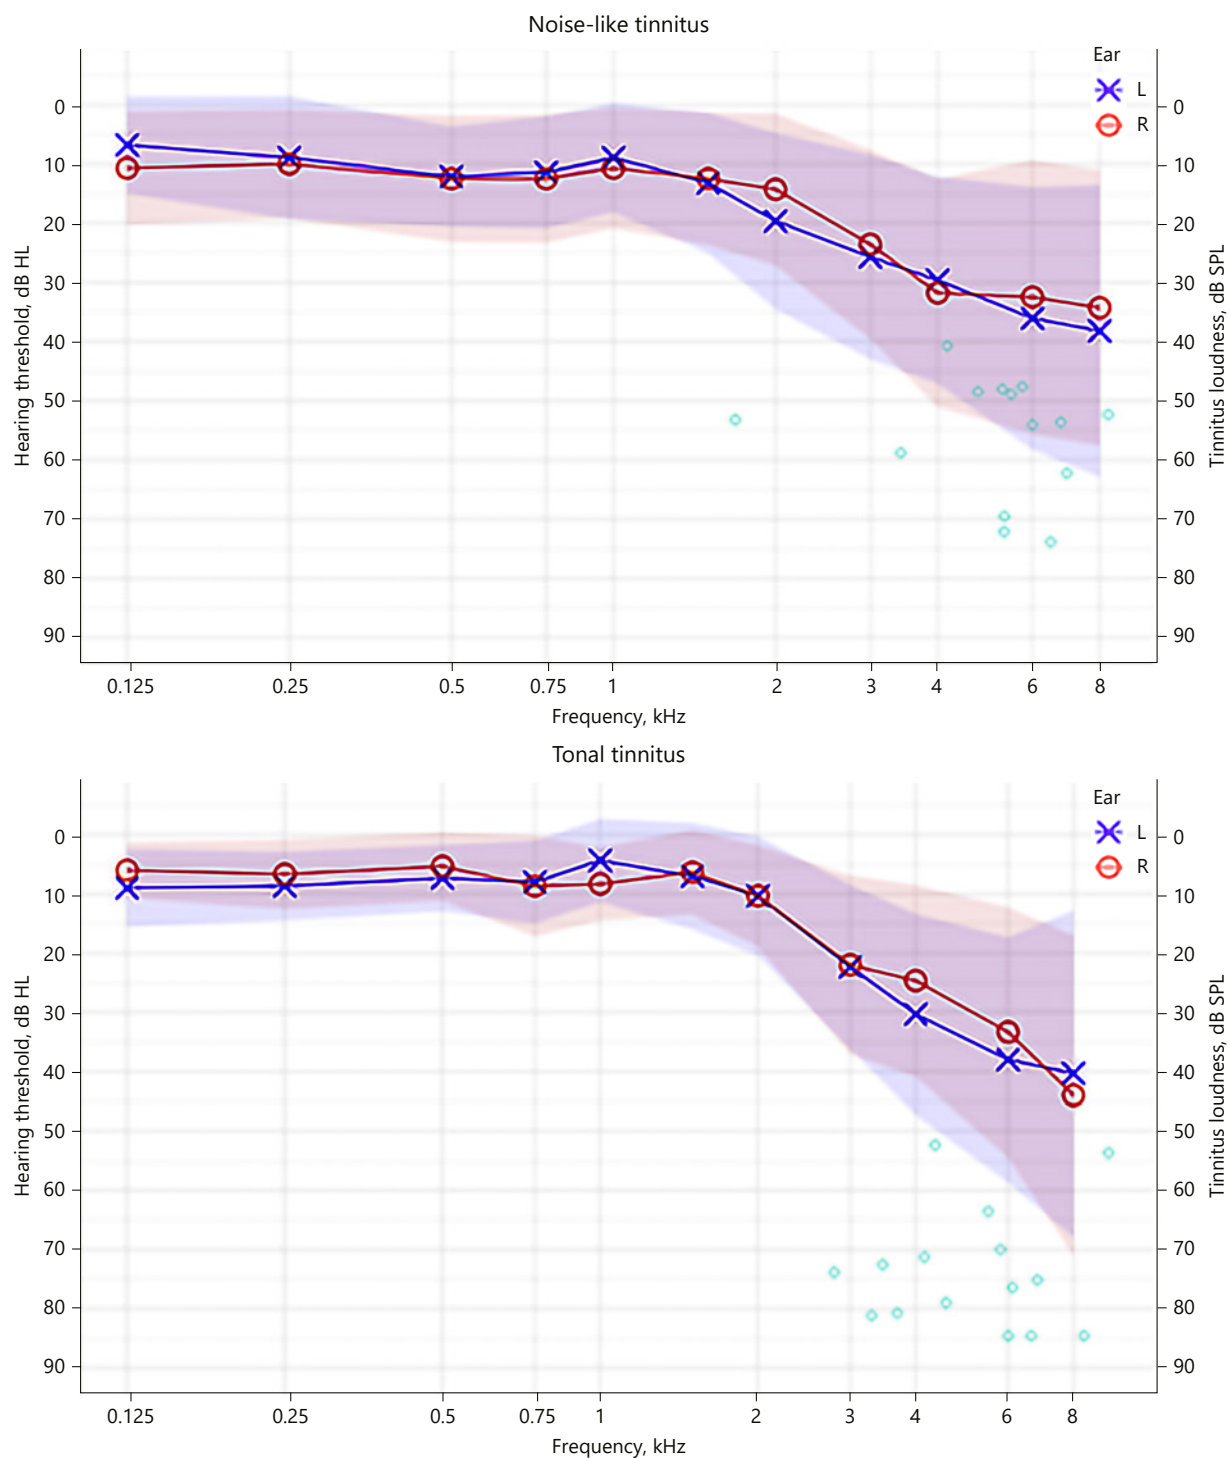 Noise-like tinnitus
Ear
L
R
Hearing threshold, dB HL
0
10
20
30
40
50
60
70
80
90
0
10
20
30
40
50
60
70
80
90
Tinnitus loudness, dB SPL
0.125 0.25 0.5 0.75 1 2 3 4 6 8
Frequency, kHz
Tonal tinnitus
Ear
L
R
Hearing threshold, dB HL
0
10
20
30
40
50
60
70
80
90
0
10
20
30
40
50
60
70
80
90
Tinnitus loudness, dB SPL
0.125 0.25 0.5 0.75 1 2 3 4 6 8
Frequency, kHz